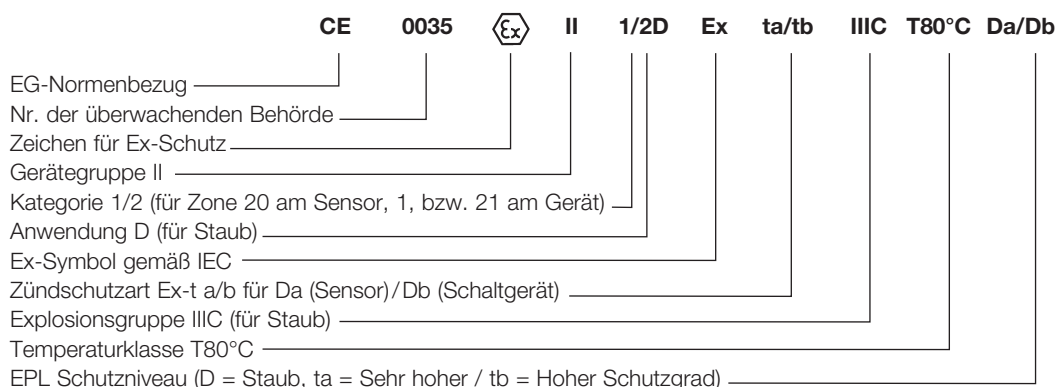 CE 0035 Ex II 1/2D Ex ta/tb IIIC T80°C Da/Db
EG-Normenbezug
Nr. der überwachenden Behörde
Zeichen für Ex-Schutz
Gerätegruppe II
Kategorie 1/2 (für Zone 20 am Sensor, 1, bzw. 21 am Gerät)
Anwendung D (für Staub)
Ex-Symbol gemäß IEC
Zündschutzart Ex-t a/b für Da (Sensor)/Db (Schaltgerät)
Explosionsgruppe IIIC (für Staub)
Temperaturklasse T80°C
EPL Schutzniveau (D = Staub, ta = Sehr hoher / tb = Hoher Schutzgrad)